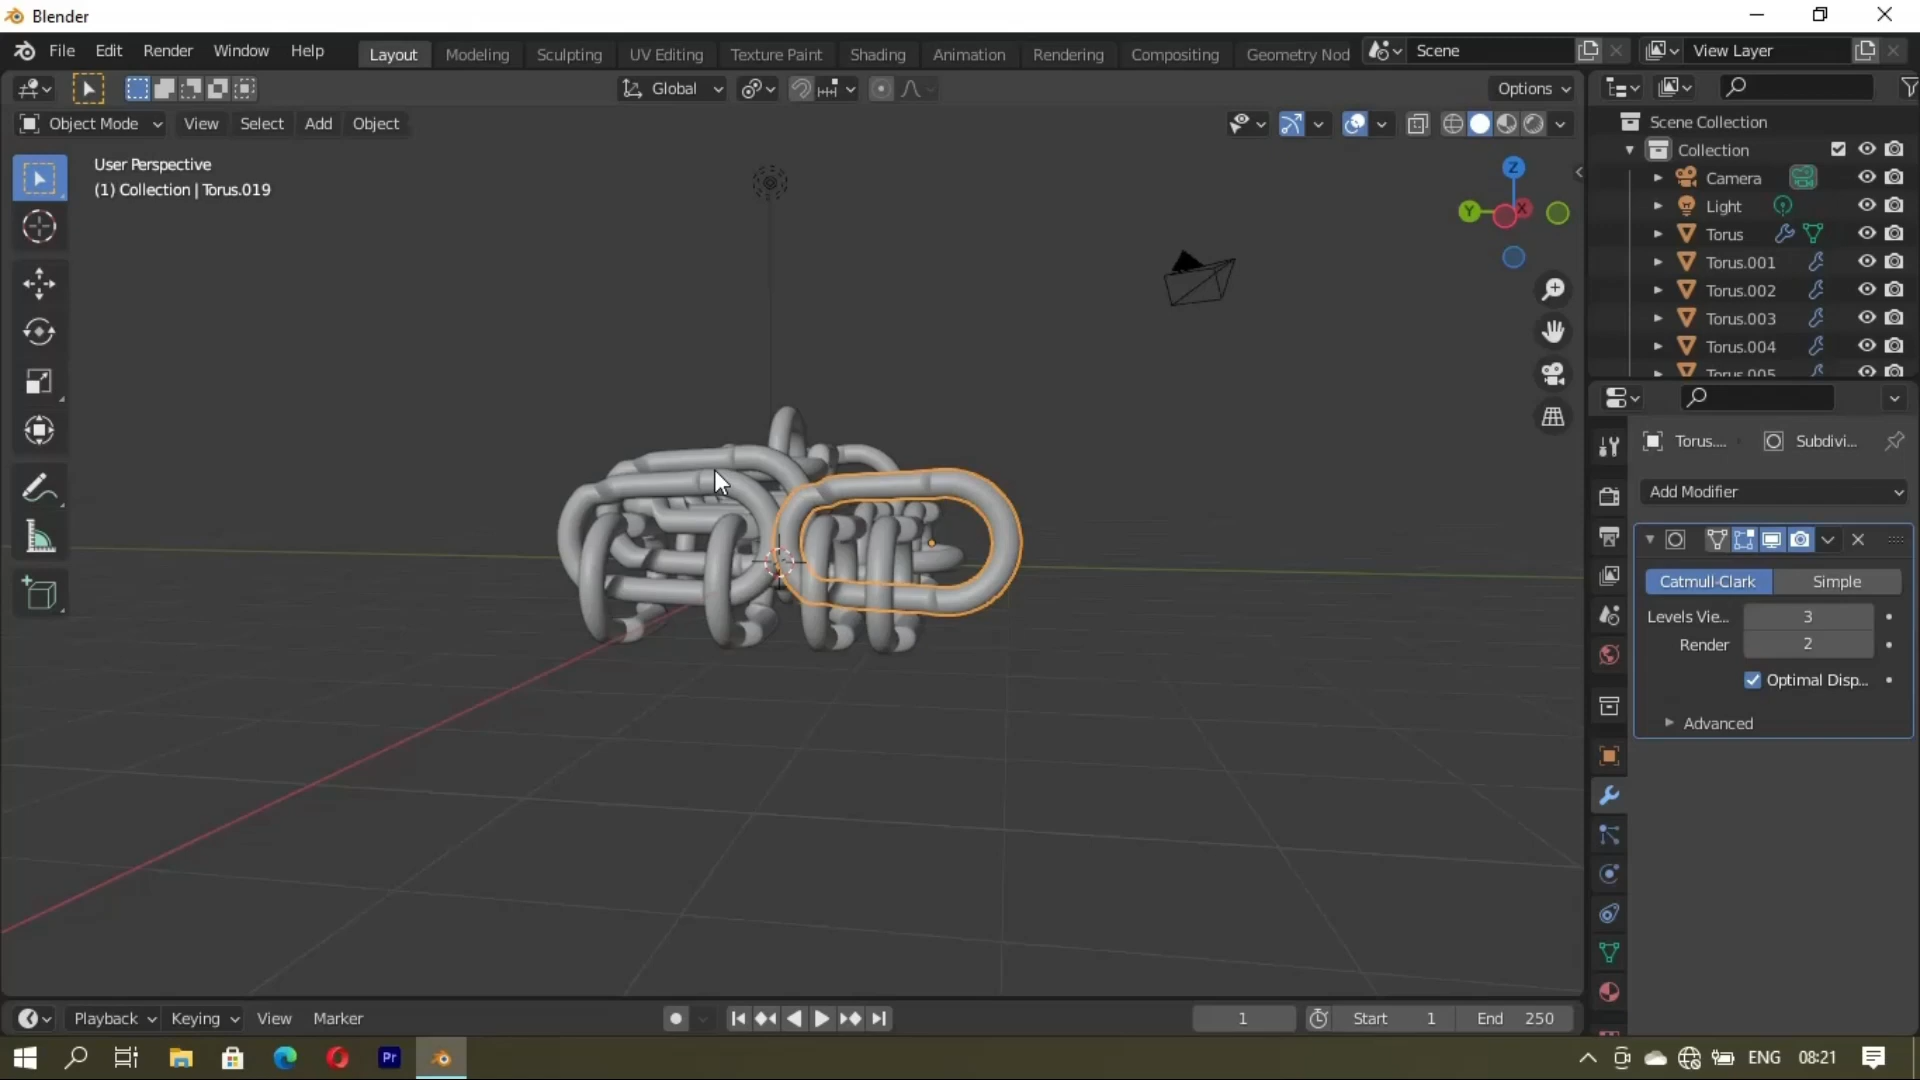 Blender
File Edit Render Window Help
Layout Modeling Sculpting UV Editing Texture Paint Shading Animation Rendering Compositing Geometry Nod
Scene
View Layer
Global
Options
Object Mode View Select Add Object
User Perspective
(1) Collection | Torus.019
Z
Y
X
Scene Collection
Collection
Camera
Light
Torus
Torus.001
Torus.002
Torus.003
Torus.004
Torus.005
Torus....
Subdivi...
Add Modifier
Catmull-Clark Simple
Levels Vie... 3
Render 2
Optimal Disp...
Advanced
Playback Keying View Marker
1
Start 1
End 250
Pr
ENG 08:21